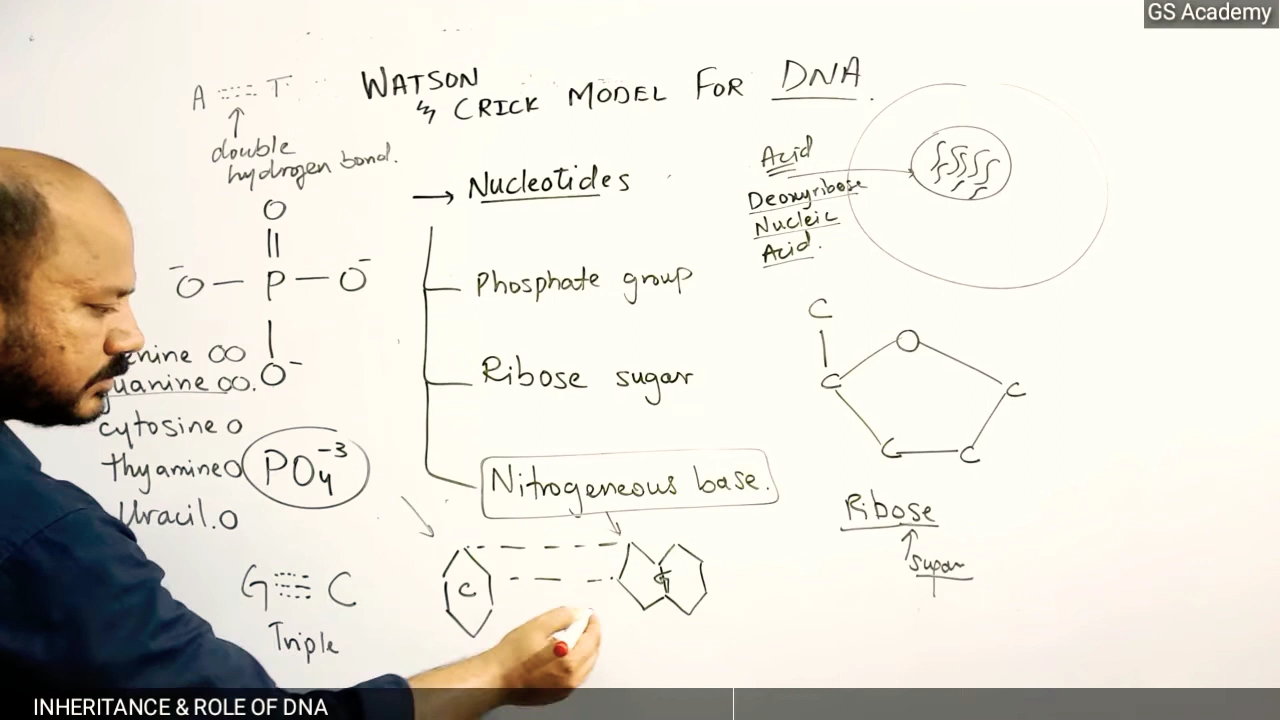 GS Academy
WATSON
& CRICK MODEL FOR DNA.
A T
double
hydrogen bond.
→ Nucleotides
Phosphate group
Ribose sugar
Nitrogeneous base.
Acid
Deoxyribose
Nucleic
Acid.
O
⁻O — P — O⁻
O⁻
enine OO
uanine OO.
cytosine O
thyamine O
Uracil. O
PO₄⁻³
G C
Triple
C G
C
O
C C
C C
Ribose
Sugar
INHERITANCE & ROLE OF DNA